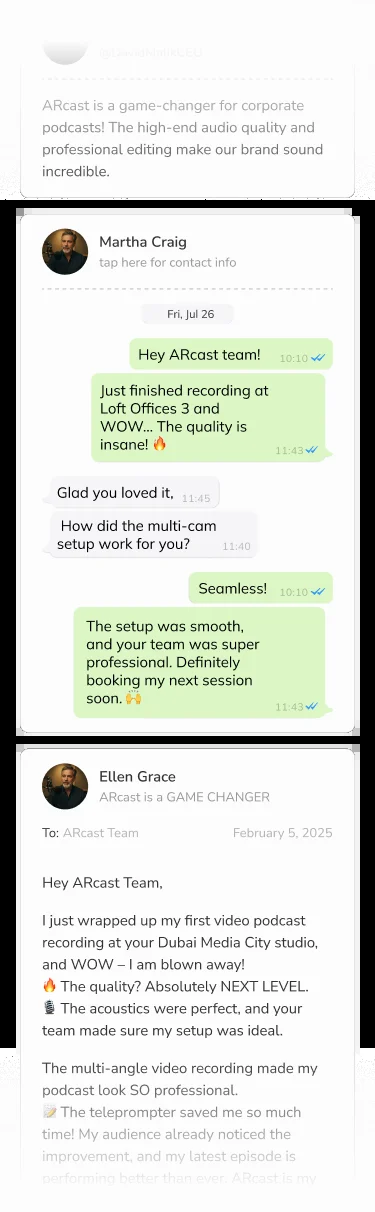 ARcast is a game-changer for corporate
podcasts! The high-end audio quality and
professional editing make our brand sound
incredible.
Martha Craig
tap here for contact info
Fri, Jul 26
Hey ARcast team! 10:10
Just finished recording at
Loft Offices 3 and
WOW... The quality is
insane! 🔥 11:43
Glad you loved it, 11:45
How did the multi-cam
setup work for you? 11:40
Seamless! 10:10
The setup was smooth,
and your team was super
professional. Definitely
booking my next session
soon. 🙌 11:43
Ellen Grace
ARcast is a GAME CHANGER
To: ARcast Team February 5, 2025
Hey ARcast Team,
I just wrapped up my first video podcast
recording at your Dubai Media City studio,
and WOW – I am blown away!
🔥 The quality? Absolutely NEXT LEVEL.
🎙️ The acoustics were perfect, and your
team made sure my setup was ideal.
The multi-angle video recording made my
podcast look SO professional.
📝 The teleprompter saved me so much
time! My audience already noticed the
improvement, and my latest episode is
performing better than ever. ARcast is my